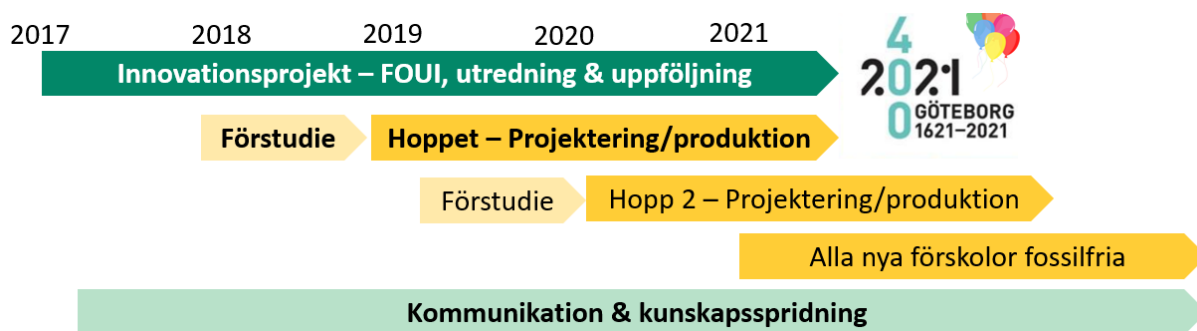 2017 2018 2019 2020 2021
Innovationsprojekt – FOUI, utredning & uppföljning
4
2021
0
GÖTEBORG
1621–2021
Förstudie Hoppet – Projektering/produktion
Förstudie Hopp 2 – Projektering/produktion
Alla nya förskolor fossilfria
Kommunikation & kunskapsspridning